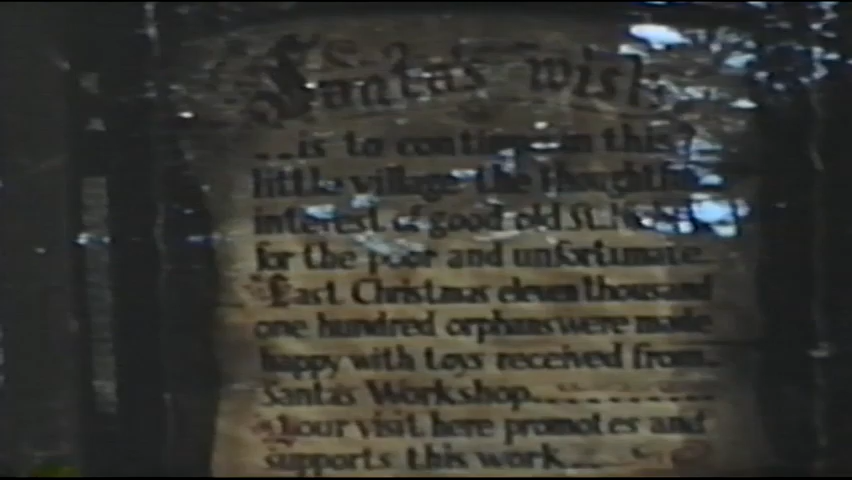 Santa's wish
...is to continue in this
little village the thoughtful
interest of good old St. Nicholas
for the poor and unfortunate.
Last Christmas eleven thousand
one hundred orphans were made
happy with toys received from
Santa's Workshop..........
Your visit here promotes and
supports this work....